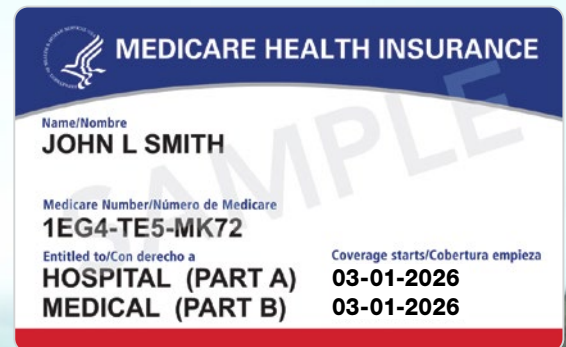 MEDICARE HEALTH INSURANCE
Name/Nombre
JOHN L SMITH
SAMPLE
Medicare Number/Número de Medicare
1EG4-TE5-MK72
Entitled to/Con derecho a Coverage starts/Cobertura empieza
HOSPITAL (PART A) 03-01-2026
MEDICAL (PART B) 03-01-2026